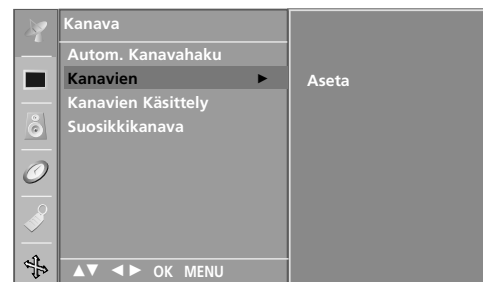 Kanava
Autom. Kanavahaku
Kanavien ► Aseta
Kanavien Käsittely
Suosikkikanava
▲▼ ◄► OK MENU